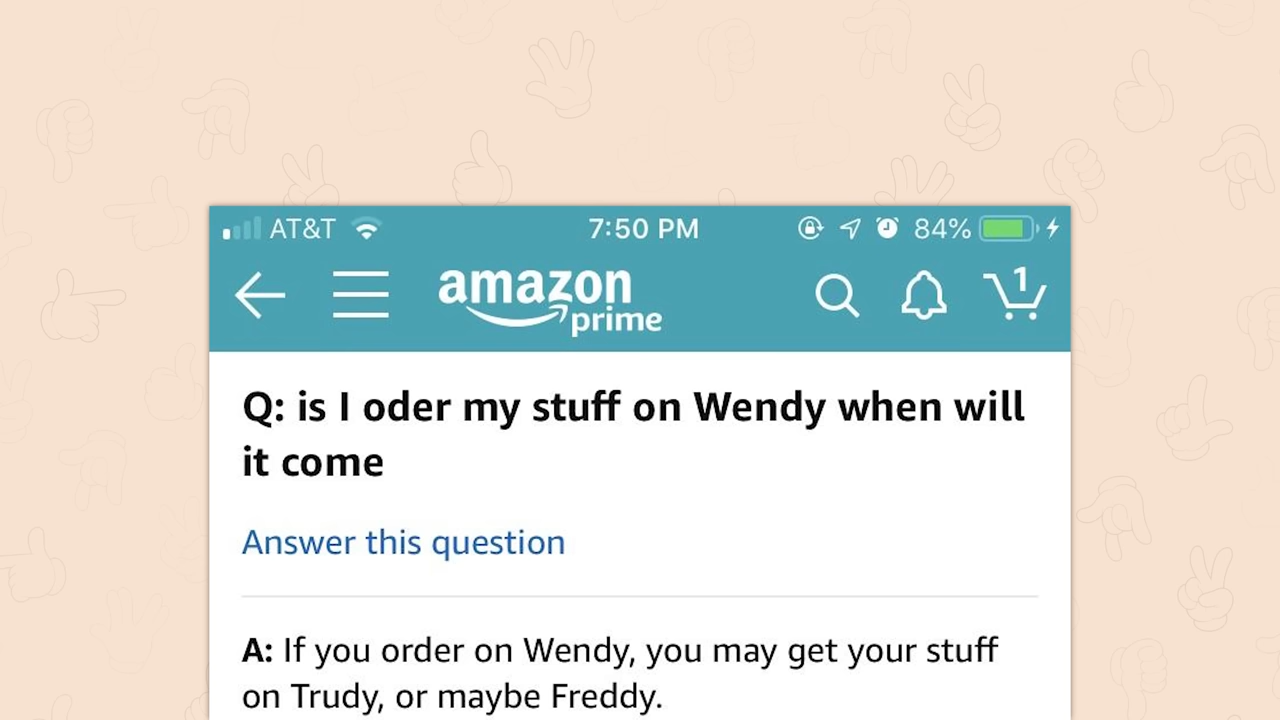 AT&T 7:50 PM 84%
amazon 1
prime
Q: is I oder my stuff on Wendy when will
it come
Answer this question
A: If you order on Wendy, you may get your stuff
on Trudy, or maybe Freddy.